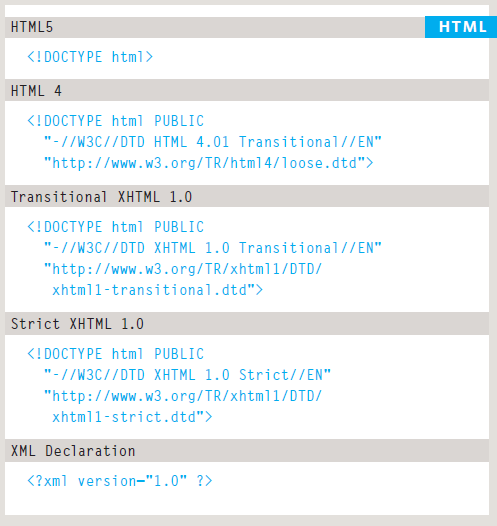 HTML5
HTML
<!DOCTYPE html>
HTML 4
<!DOCTYPE html PUBLIC
"-//W3C//DTD HTML 4.01 Transitional//EN"
"http://www.w3.org/TR/html4/loose.dtd">
Transitional XHTML 1.0
<!DOCTYPE html PUBLIC
"-//W3C//DTD XHTML 1.0 Transitional//EN"
"http://www.w3.org/TR/xhtml1/DTD/
xhtml1-transitional.dtd">
Strict XHTML 1.0
<!DOCTYPE html PUBLIC
"-//W3C//DTD XHTML 1.0 Strict//EN"
"http://www.w3.org/TR/xhtml1/DTD/
xhtml1-strict.dtd">
XML Declaration
<?xml version="1.0" ?>